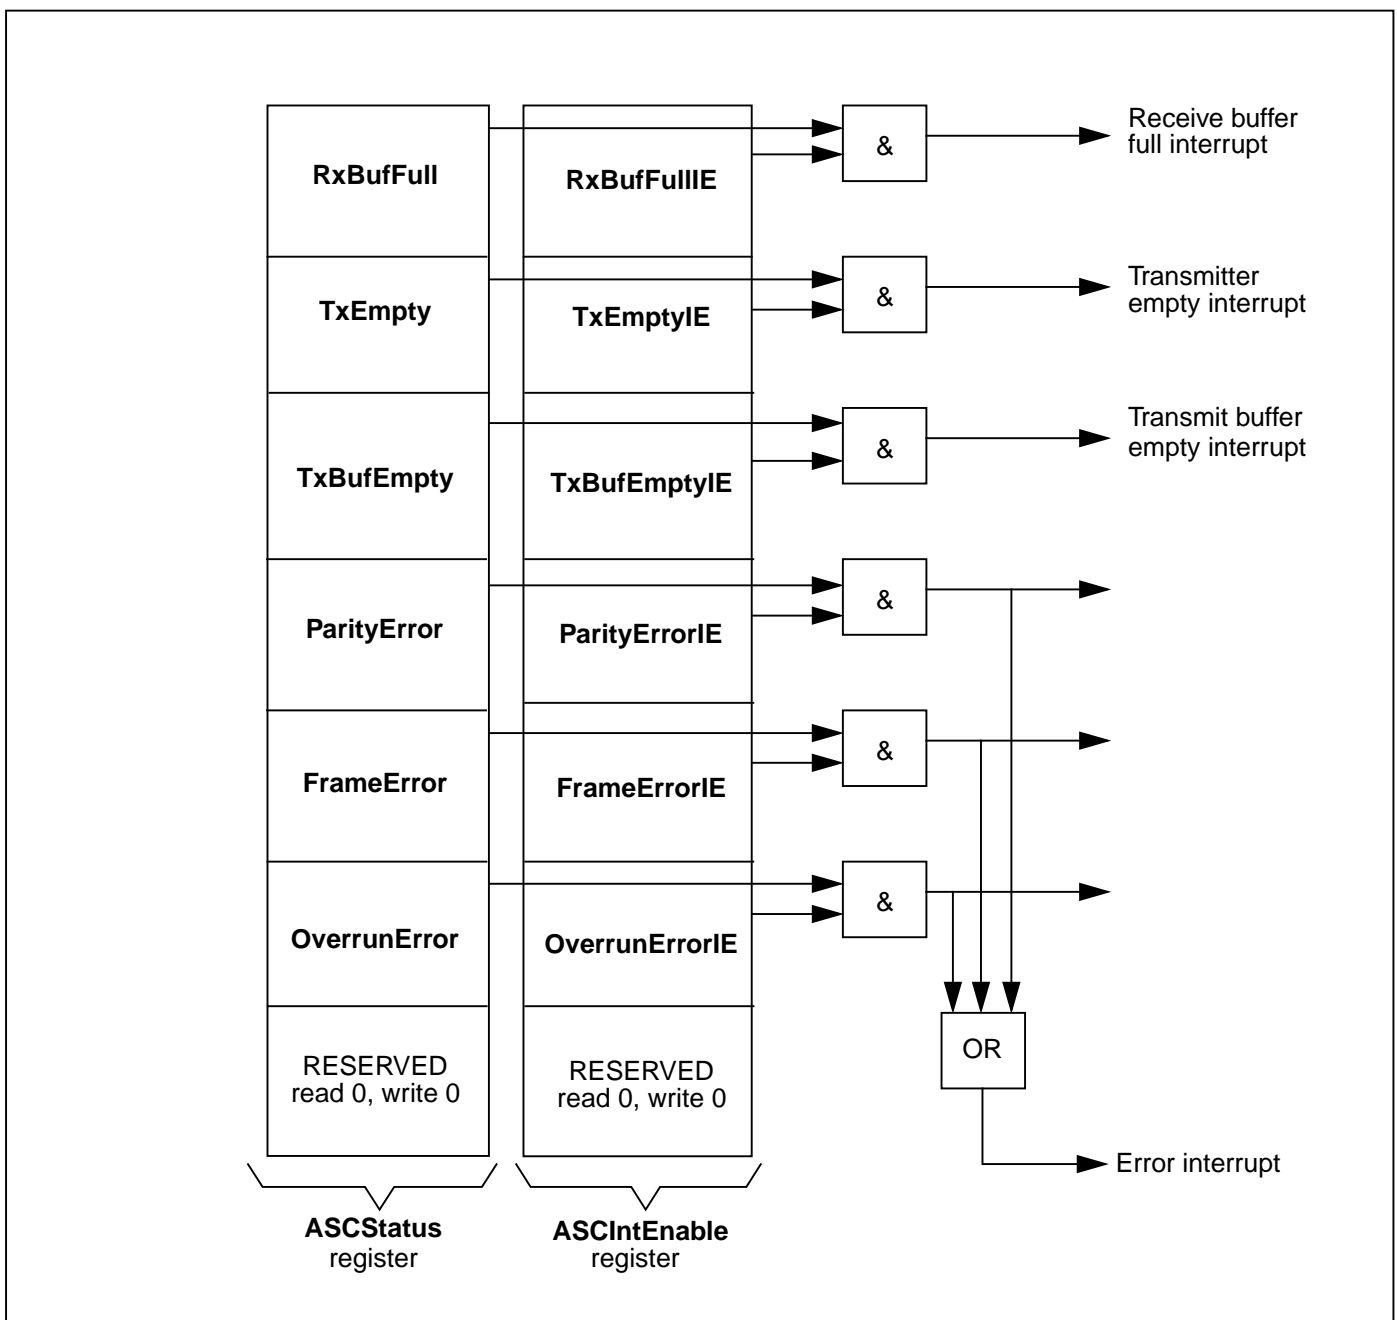 RxBufFull
RxBufFullIE
&
Receive buffer
full interrupt
TxEmpty
TxEmptyIE
&
Transmitter
empty interrupt
TxBufEmpty
TxBufEmptyIE
&
Transmit buffer
empty interrupt
ParityError
ParityErrorIE
&
FrameError
FrameErrorIE
&
OverrunError
OverrunErrorIE
&
RESERVED
read 0, write 0
RESERVED
read 0, write 0
OR
Error interrupt
ASCStatus
register
ASCIntEnable
register